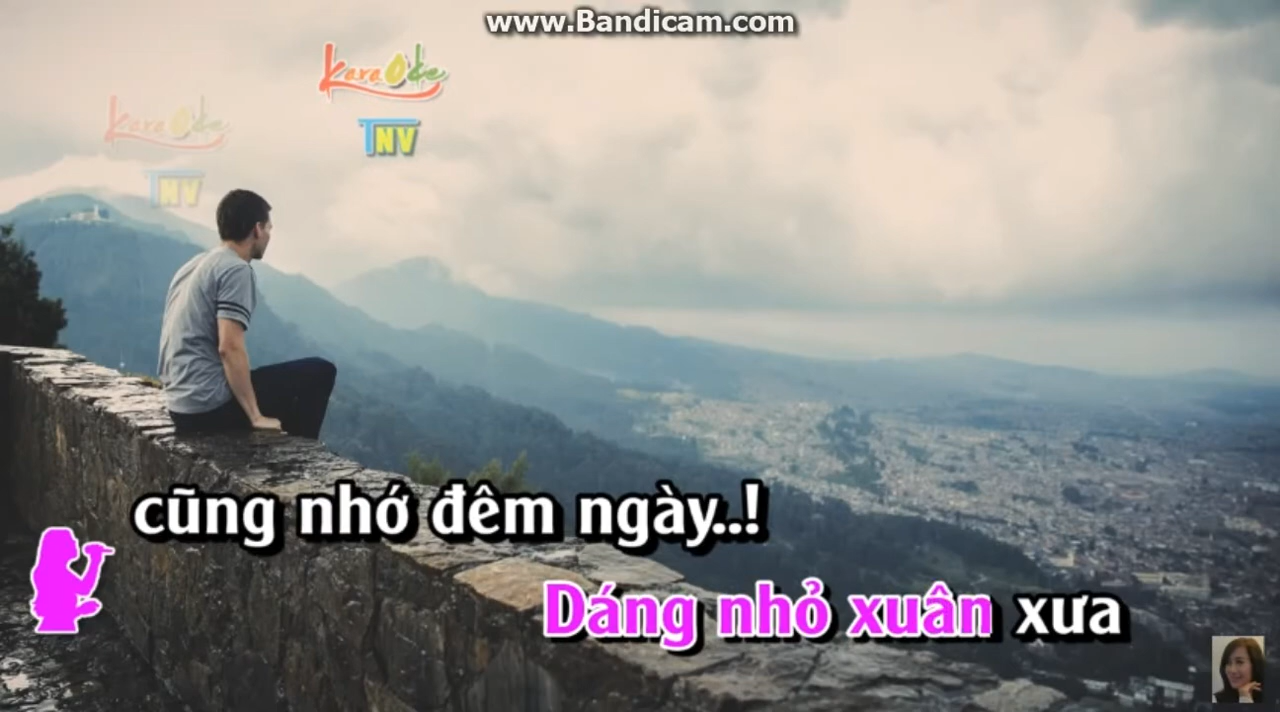 www.Bandicam.com
Karaoke
TNV
Karaoke
TNV
cũng nhớ đêm ngày..!
Dáng nhỏ xuân xưa